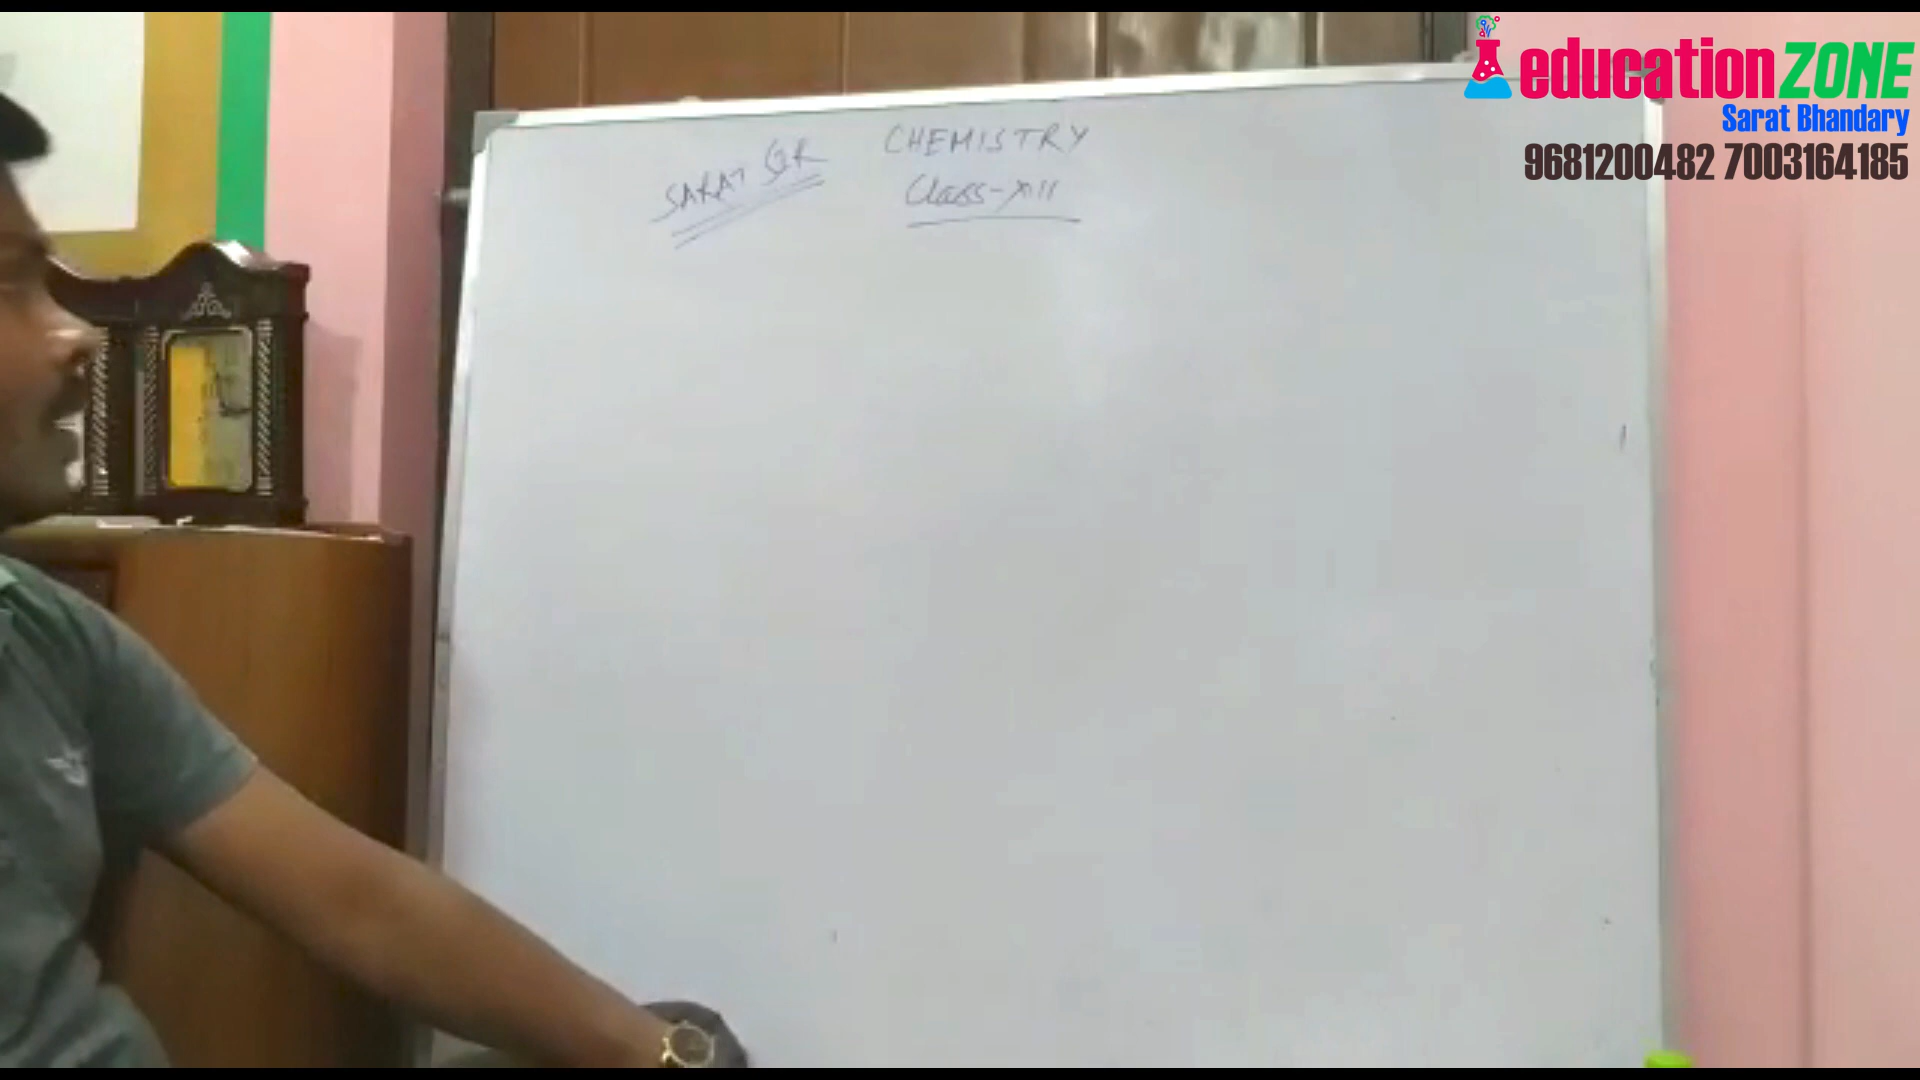 educationZONE
Sarat Bhandary
9681200482 7003164185
CHEMISTRY
SARAT SIR
Class-XII